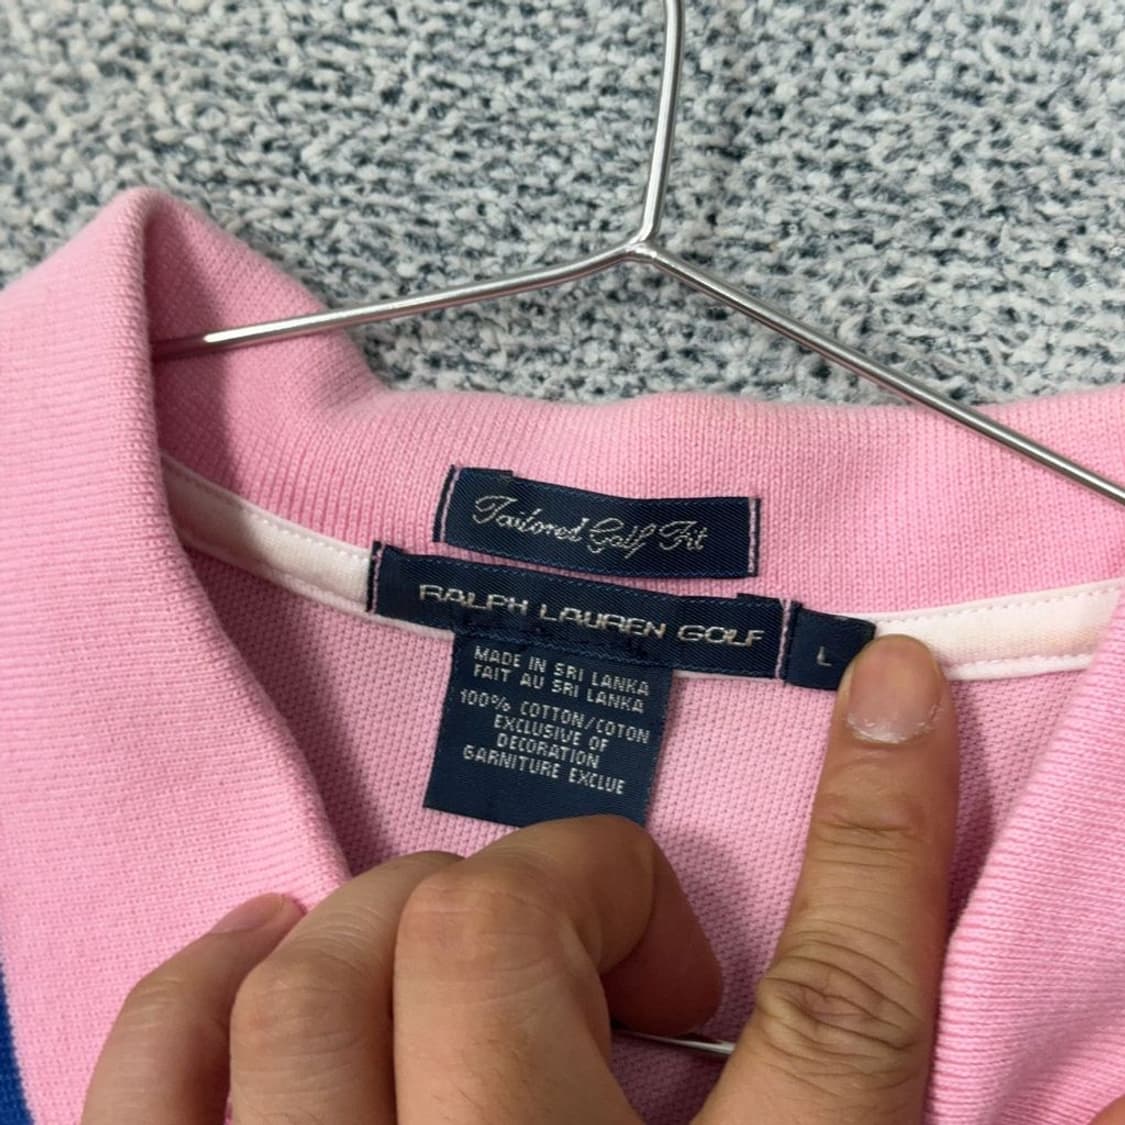 Tailored Golf Fit
RALPH LAUREN GOLF
L
MADE IN SRI LANKA
FAIT AU SRI LANKA
100% COTTON/COTON
EXCLUSIVE OF
DECORATION
GARNITURE EXCLUE